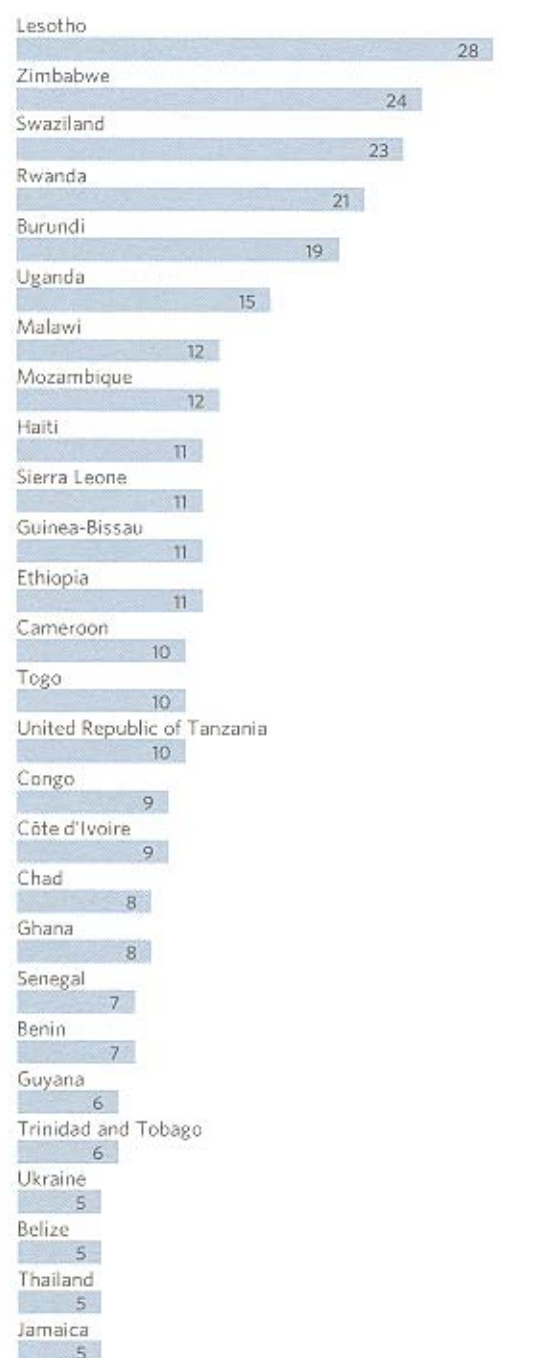 Lesotho
28
Zimbabwe
24
Swaziland
23
Rwanda
21
Burundi
19
Uganda
15
Malawi
12
Mozambique
12
Haiti
11
Sierra Leone
11
Guinea-Bissau
11
Ethiopia
11
Cameroon
10
Togo
10
United Republic of Tanzania
10
Congo
9
Côte d'Ivoire
9
Chad
8
Ghana
8
Senegal
7
Benin
7
Guyana
6
Trinidad and Tobago
6
Ukraine
5
Belize
5
Thailand
5
Jamaica
5